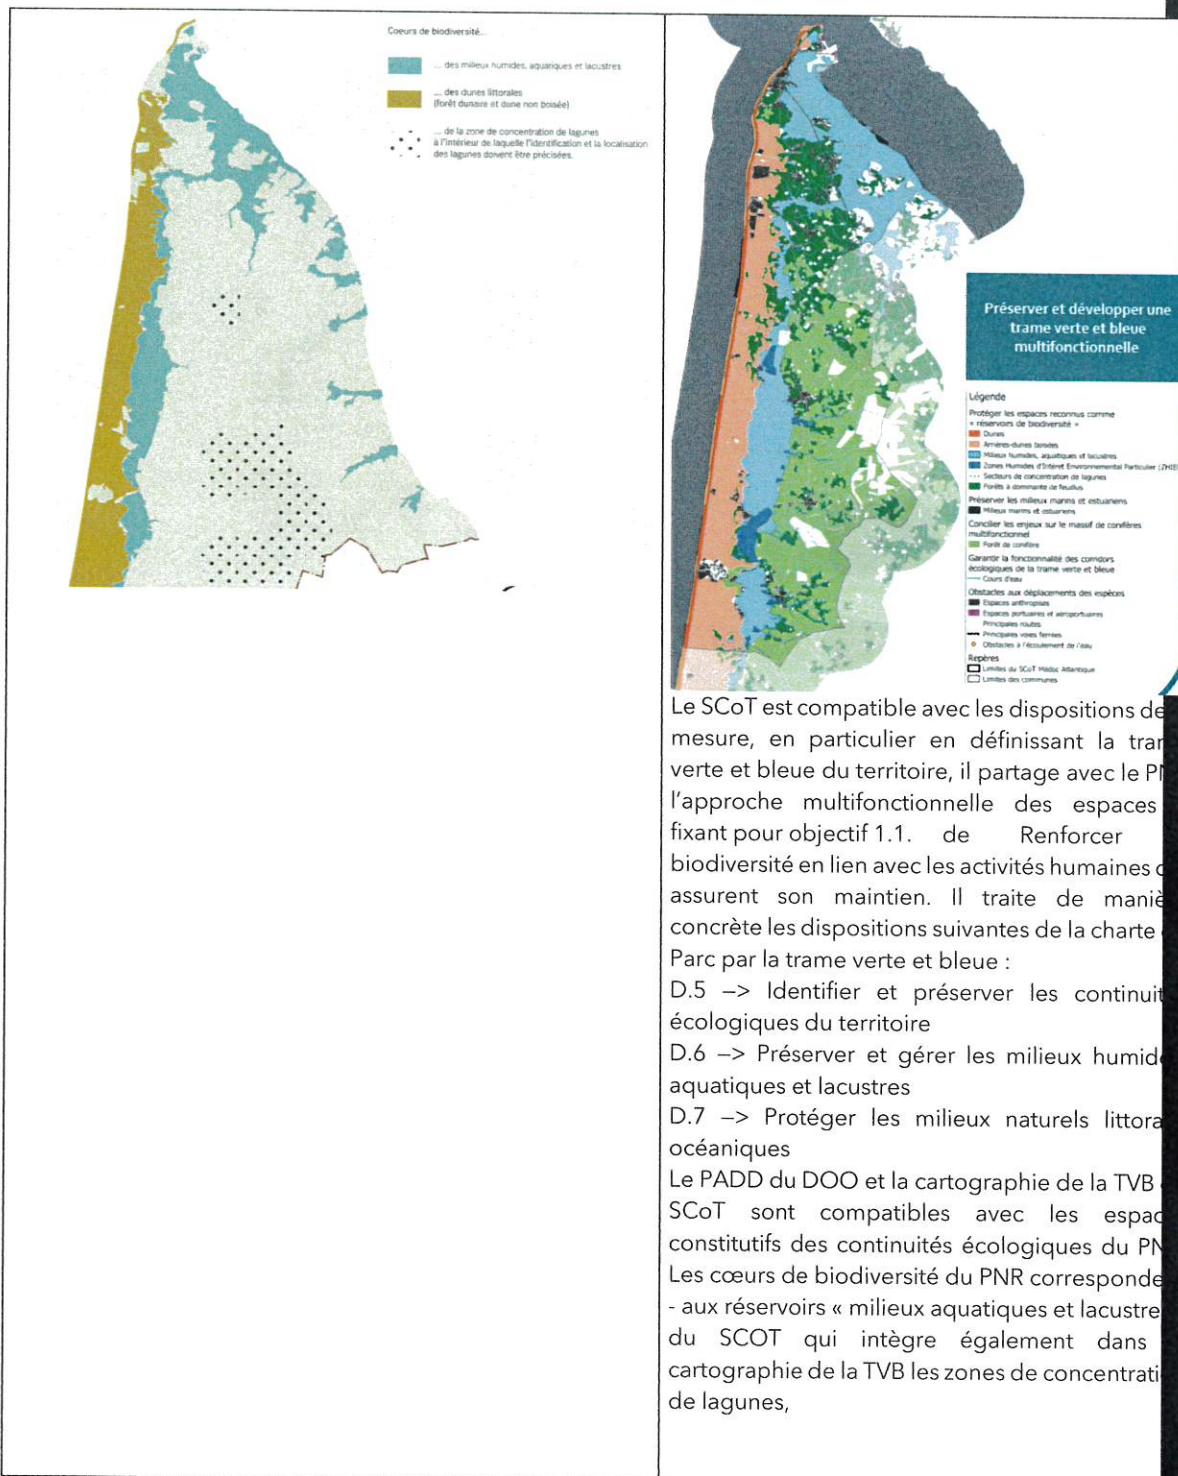 Coeurs de biodiversité...
... des milieux humides, aquatiques et lacustres
... des dunes littorales
(forêt dunaire et dune non boisée)
... de la zone de concentration de lagunes
à l'intérieur de laquelle l'identification et la localisation
des lagunes doivent être précisées.
Préserver et développer une
trame verte et bleue
multifonctionnelle
Légende
Protéger les espaces reconnus comme
« réservoirs de biodiversité »
Dunes
Arrières-dunes boisées
Milieux humides, aquatiques et lacustres
Zones Humides d'Intérêt Environnemental Particulier (ZHIE
Secteurs de concentration de lagunes
Forêts à dominante de feuillus
Préserver les milieux marins et estuariens
Milieux marins et estuariens
Concilier les enjeux sur le massif de conifères
multifonctionnel
Forêt de conifère
Garantir la fonctionnalité des corridors
écologiques de la trame verte et bleue
Cours d'eau
Obstacles aux déplacements des espèces
Espaces anthropisés
Espaces portuaires et aéroportuaires
Principales routes
Principales voies ferrées
Obstacles à l'écoulement de l'eau
Repères
Limites du SCoT Médoc Atlantique
Limites des communes
Le SCoT est compatible avec les dispositions de
mesure, en particulier en définissant la
verte et bleue du territoire, il partage avec le
l'approche multifonctionnelle des espaces
fixant pour objectif 1.1. de Renforcer
biodiversité en lien avec les activités humaines
assurent son maintien. Il traite de
concrète les dispositions suivantes de la charte
Parc par la trame verte et bleue :
D.5 –> Identifier et préserver les
écologiques du territoire
D.6 –> Préserver et gérer les milieux
aquatiques et lacustres
D.7 –> Protéger les milieux naturels
océaniques
Le PADD du DOO et la cartographie de la TVB
SCoT sont compatibles avec les
constitutifs des continuités écologiques du
Les cœurs de biodiversité du PNR
- aux réservoirs « milieux aquatiques et
du SCOT qui intègre également dans
cartographie de la TVB les zones de
de lagunes,